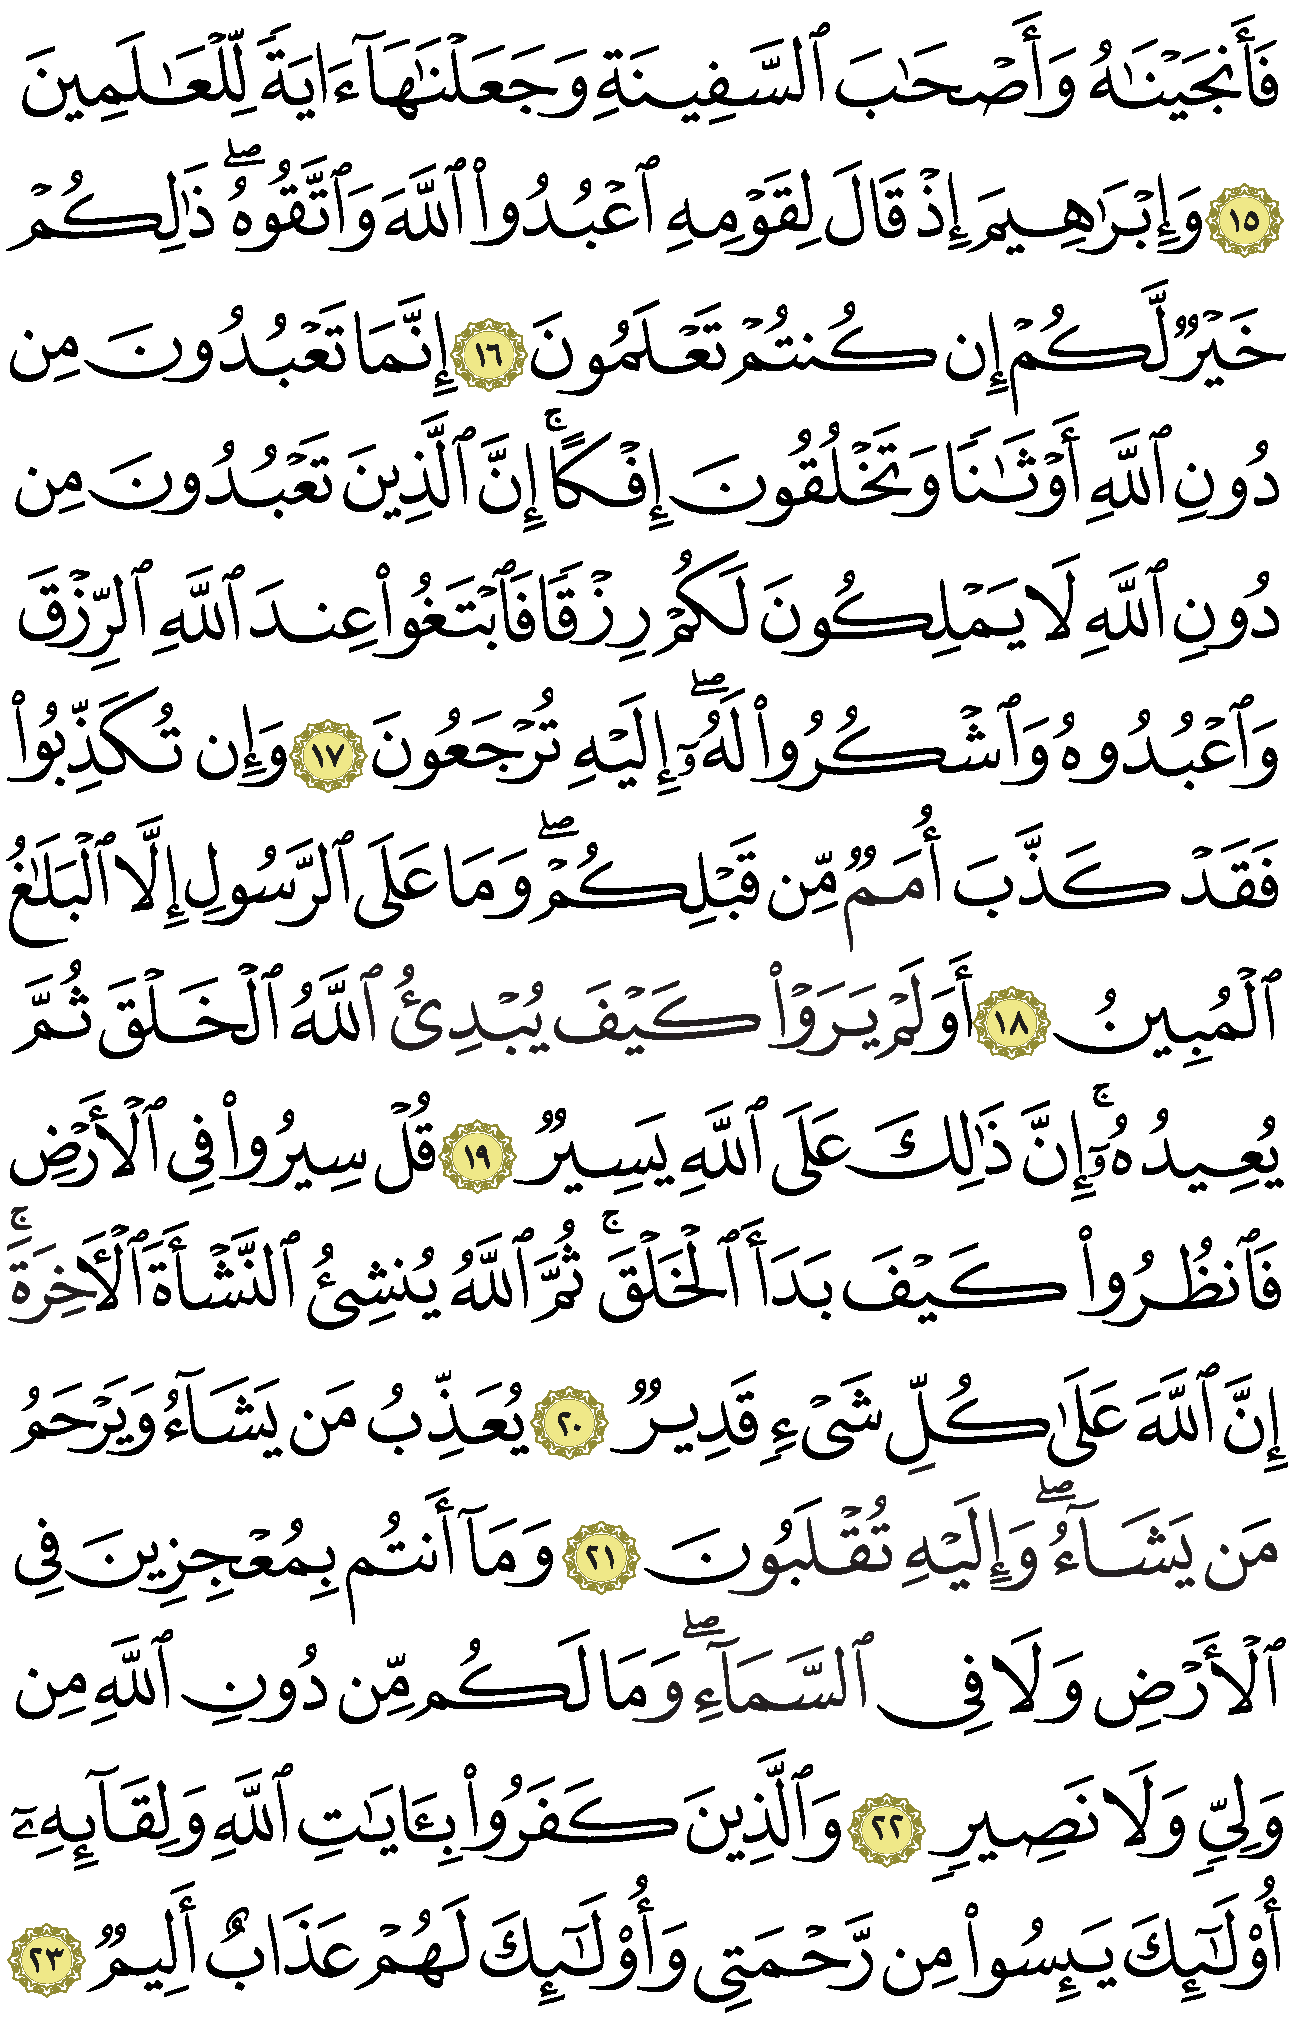 فَأَنجَيْنَٰهُ وَأَصْحَٰبَ ٱلسَّفِينَةِ وَجَعَلْنَٰهَآ ءَايَةً لِّلْعَٰلَمِينَ
١٥ وَإِبْرَٰهِيمَ إِذْ قَالَ لِقَوْمِهِ ٱعْبُدُوا۟ ٱللَّهَ وَٱتَّقُوهُ ۖ ذَٰلِكُمْ
خَيْرٌ لَّكُمْ إِن كُنتُمْ تَعْلَمُونَ ١٦ إِنَّمَا تَعْبُدُونَ مِن
دُونِ ٱللَّهِ أَوْثَٰنًا وَتَخْلُقُونَ إِفْكًا ۚ إِنَّ ٱلَّذِينَ تَعْبُدُونَ مِن
دُونِ ٱللَّهِ لَا يَمْلِكُونَ لَكُمْ رِزْقًا فَٱبْتَغُوا۟ عِندَ ٱللَّهِ ٱلرِّزْقَ
وَٱعْبُدُوهُ وَٱشْكُرُوا۟ لَهُۥٓ ۖ إِلَيْهِ تُرْجَعُونَ ١٧ وَإِن تُكَذِّبُوا۟
فَقَدْ كَذَّبَ أُمَمٌ مِّن قَبْلِكُمْ ۖ وَمَا عَلَى ٱلرَّسُولِ إِلَّا ٱلْبَلَٰغُ
ٱلْمُبِينُ ١٨ أَوَلَمْ يَرَوْا۟ كَيْفَ يُبْدِئُ ٱللَّهُ ٱلْخَلْقَ ثُمَّ
يُعِيدُهُۥٓ ۚ إِنَّ ذَٰلِكَ عَلَى ٱللَّهِ يَسِيرٌ ١٩ قُلْ سِيرُوا۟ فِى ٱلْأَرْضِ
فَٱنظُرُوا۟ كَيْفَ بَدَأَ ٱلْخَلْقَ ۚ ثُمَّ ٱللَّهُ يُنشِئُ ٱلنَّشْأَةَ ٱلْءَاخِرَةَ ۚ
إِنَّ ٱللَّهَ عَلَىٰ كُلِّ شَىْءٍ قَدِيرٌ ٢٠ يُعَذِّبُ مَن يَشَآءُ وَيَرْحَمُ
مَن يَشَآءُ ۖ وَإِلَيْهِ تُقْلَبُونَ ٢١ وَمَآ أَنتُم بِمُعْجِزِينَ فِى
ٱلْأَرْضِ وَلَا فِى ٱلسَّمَآءِ ۖ وَمَا لَكُم مِّن دُونِ ٱللَّهِ مِن
وَلِىٍّ وَلَا نَصِيرٍ ٢٢ وَٱلَّذِينَ كَفَرُوا۟ بِـَٔايَٰتِ ٱللَّهِ وَلِقَآئِهِۦٓ
أُو۟لَٰٓئِكَ يَئِسُوا۟ مِن رَّحْمَتِى وَأُو۟لَٰٓئِكَ لَهُمْ عَذَابٌ أَلِيمٌ ٢٣